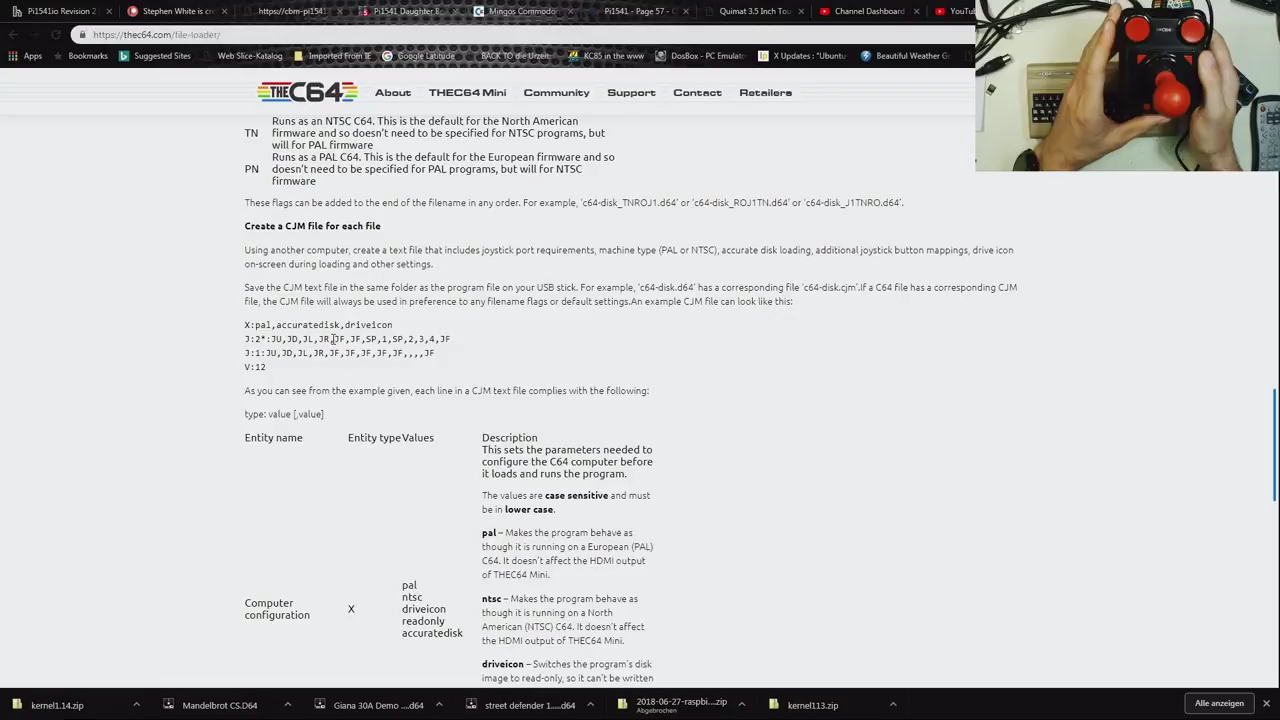 Pi1541io Revision 2
Stephen White is cre
https://cbm-pi1541
Pi1541 Daughter B
Mingos Commodo
Pi1541 - Page 57 - C
Quimat 3.5 Inch Tou
Channel Dashboard
YouTub
https://thec64.com/file-loader/
Apps
Bookmarks
Suggested Sites
Web Slice-Katalog
Imported From IE
Google Latitude
BACK TO die Urzeit
KC85 in the www
DosBox - PC Emulator
X Updates : "Ubuntu
Beautiful Weather Gr
THEC64
About
THEC64 Mini
Community
Support
Contact
Retailers
Runs as an NTSC C64. This is the default for the North American
TN firmware and so doesn't need to be specified for NTSC programs, but
will for PAL firmware
Runs as a PAL C64. This is the default for the European firmware and so
PN doesn't need to be specified for PAL programs, but will for NTSC
firmware
These flags can be added to the end of the filename in any order. For example, 'c64-disk_TNROJ1.d64' or 'c64-disk_ROJ1TN.d64' or 'c64-disk_J1TNRO.d64'.
Create a CJM file for each file
Using another computer, create a text file that includes joystick port requirements, machine type (PAL or NTSC), accurate disk loading, additional joystick button mappings, drive icon
on-screen during loading and other settings.
Save the CJM text file in the same folder as the program file on your USB stick. For example, 'c64-disk.d64' has a corresponding file 'c64-disk.cjm'.If a C64 file has a corresponding CJM
file, the CJM file will always be used in preference to any filename flags or default settings.An example CJM file can look like this:
X:pal,accuratedisk,driveicon
J:2*:JU,JD,JL,JR,JF,JF,SP,1,SP,2,3,4,JF
J:1:JU,JD,JL,JR,JF,JF,JF,JF,JF,,,,JF
V:12
As you can see from the example given, each line in a CJM text file complies with the following:
type: value [,value]
Entity name Entity type Values Description
This sets the parameters needed to
configure the C64 computer before
it loads and runs the program.
The values are case sensitive and must
be in lower case.
pal – Makes the program behave as
though it is running on a European (PAL)
C64. It doesn't affect the HDMI output
of THEC64 Mini.
Computer
configuration
X
pal
ntsc
driveicon
readonly
accuratedisk
ntsc – Makes the program behave as
though it is running on a North
American (NTSC) C64. It doesn't affect
the HDMI output of THEC64 Mini.
driveicon – Switches the program's disk
image to read-only, so it can't be written
kernel1.14.zip
Mandelbrot CS.D64
Giana 30A Demo ....d64
street defender 1.....d64
2018-06-27-raspbi....zip
Abgebrochen
kernel113.zip
Alle anzeigen